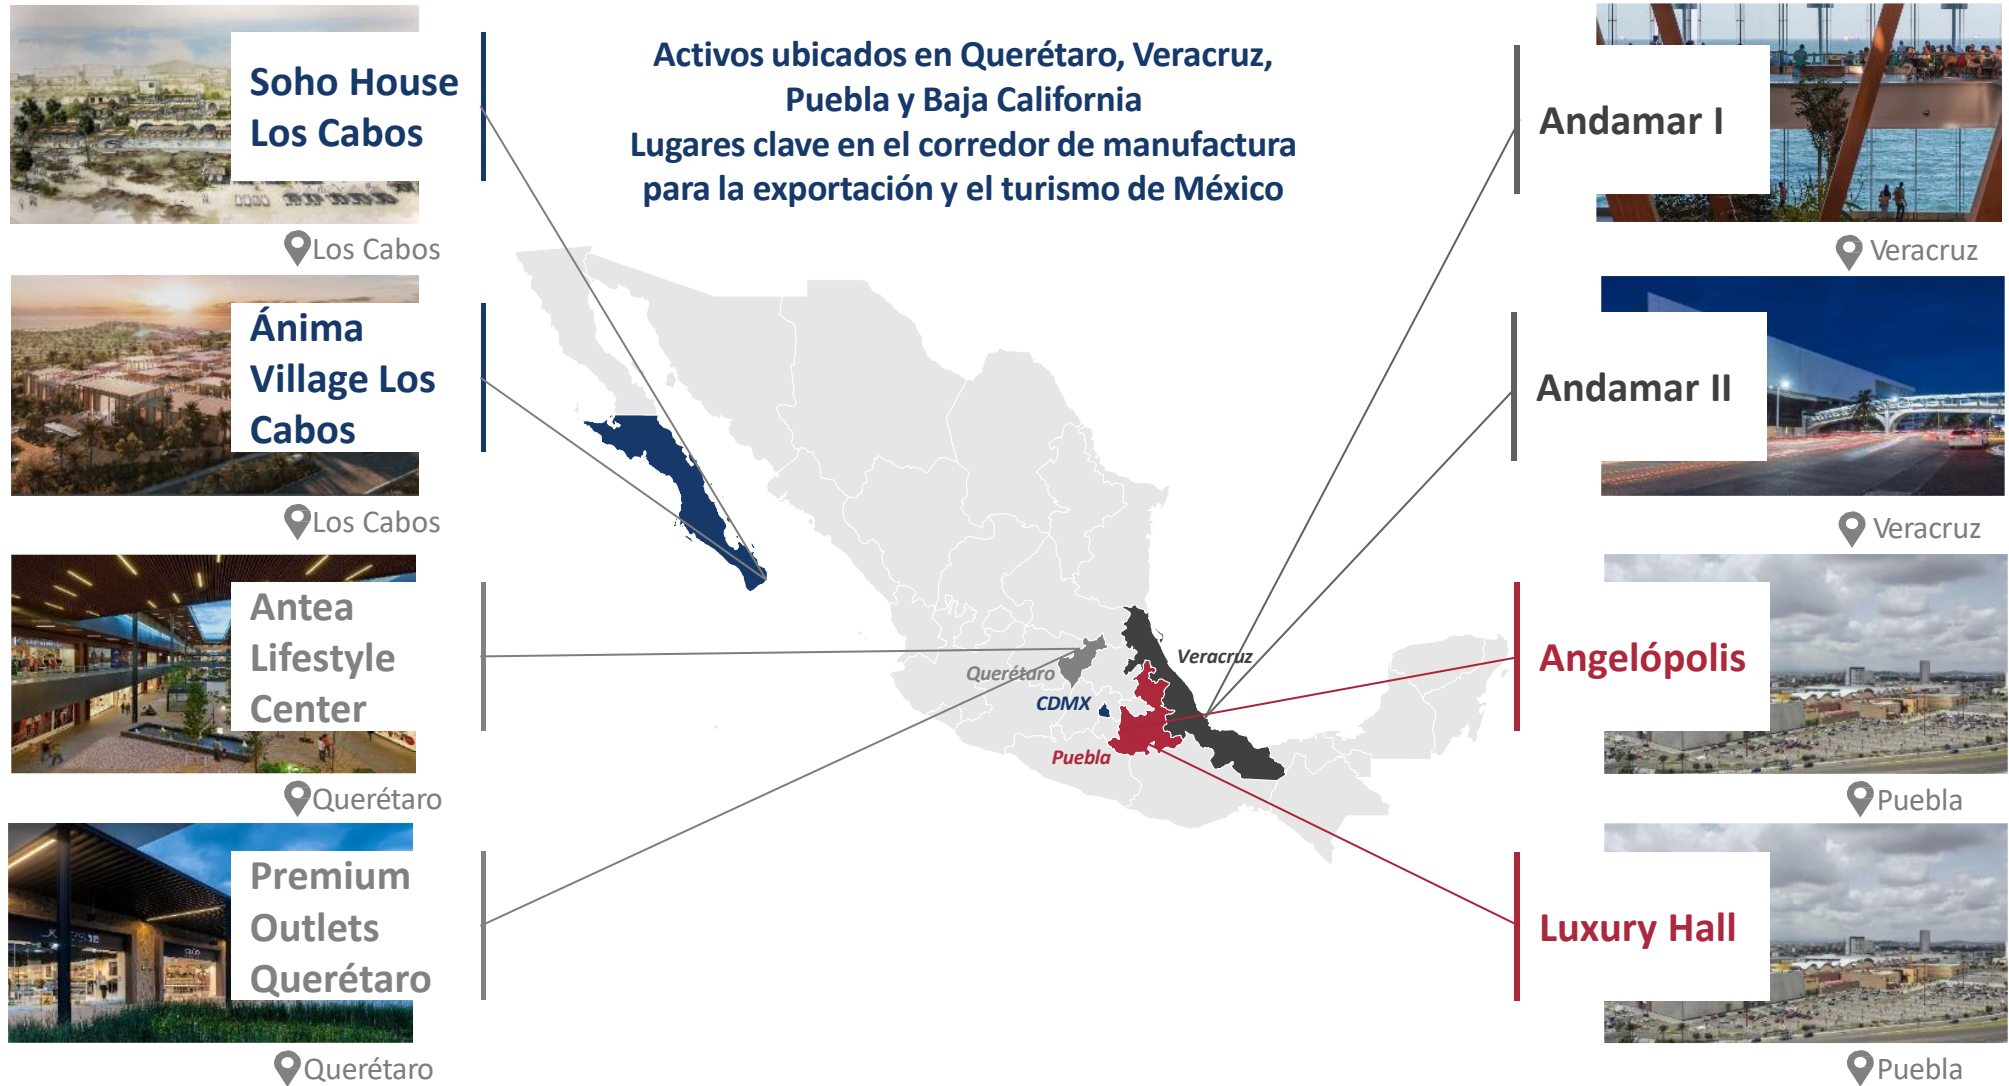 Soho House
Los Cabos
Los Cabos
Ánima
Village Los
Cabos
Los Cabos
Antea
Lifestyle
Center
Querétaro
Premium
Outlets
Querétaro
Querétaro
Activos ubicados en Querétaro, Veracruz,
Puebla y Baja California
Lugares clave en el corredor de manufactura
para la exportación y el turismo de México
Querétaro
CDMX
Puebla
Veracruz
Andamar I
Veracruz
Andamar II
Veracruz
Angelópolis
Puebla
Luxury Hall
Puebla